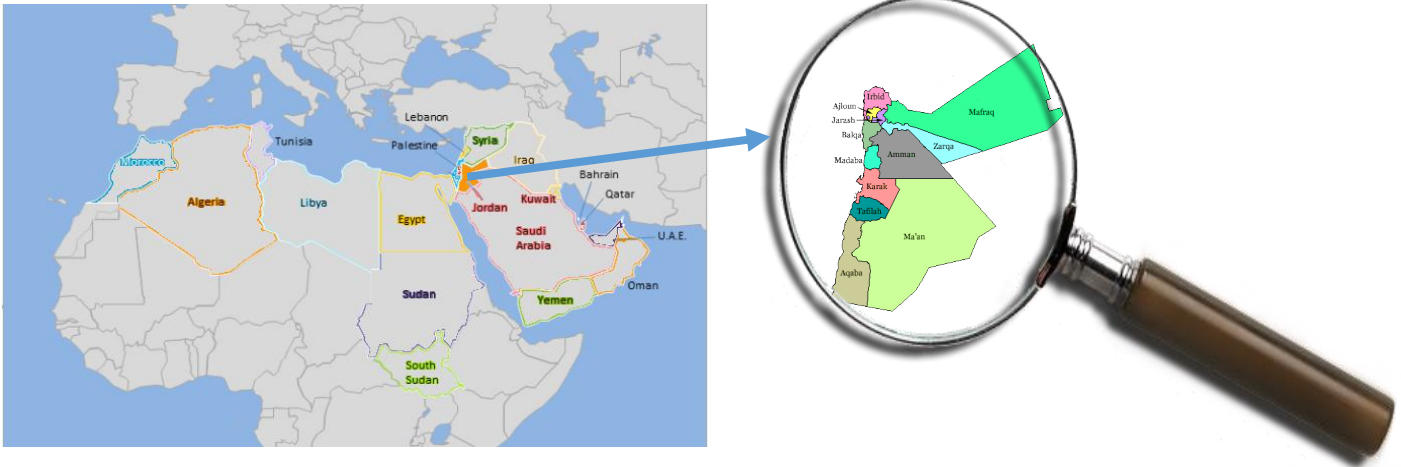 Lebanon
Tunisia
Palestine
Syria
Morocco
Iraq
Bahrain
Algeria
Libya
Kuwait
Qatar
Jordan
Egypt
Saudi
Arabia
U.A.E.
Sudan
Oman
Yemen
South
Sudan
Irbid
Ajloun
Mafraq
Jarash
Balqa
Zarqa
Amman
Madaba
Karak
Tafilah
Ma'an
Aqaba